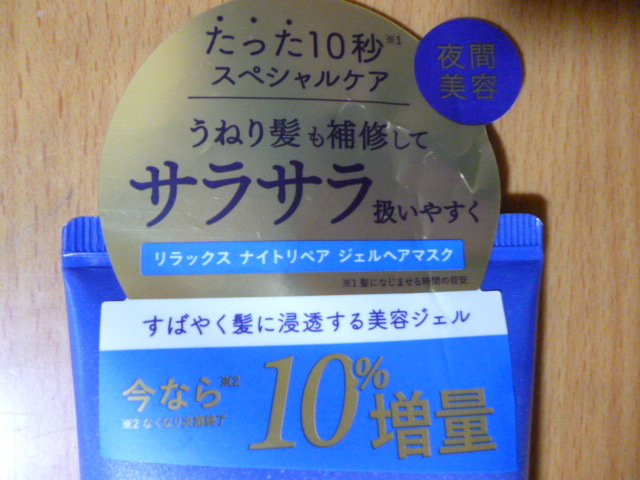 たった10秒※1
スペシャルケア
夜間
美容
うねり髪も補修して
サラサラ扱いやすく
リラックス ナイトリペア ジェルヘアマスク
※1 髪になじませる時間の目安
すばやく髪に浸透する美容ジェル
今なら※2
10%増量
※2 なくなり次第終了